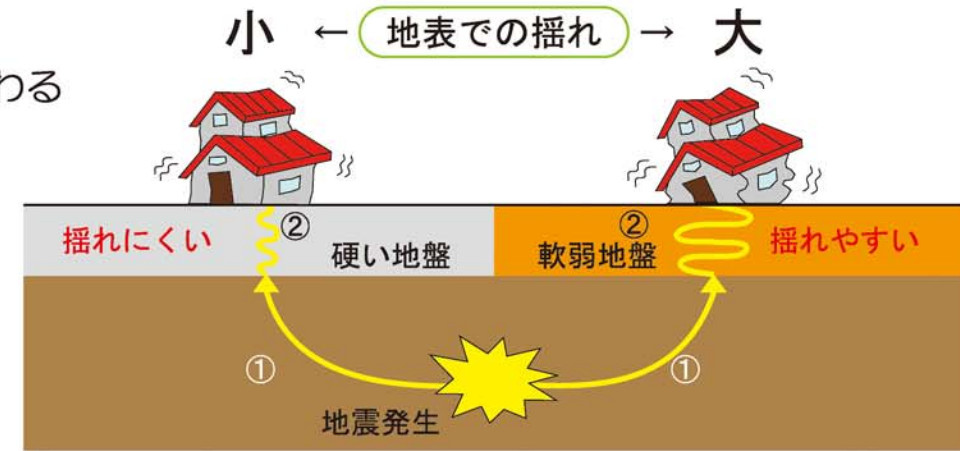 小 ← 地表での揺れ → 大
わる
揺れにくい ② 硬い地盤 軟弱地盤 ② 揺れやすい
① ①
地震発生